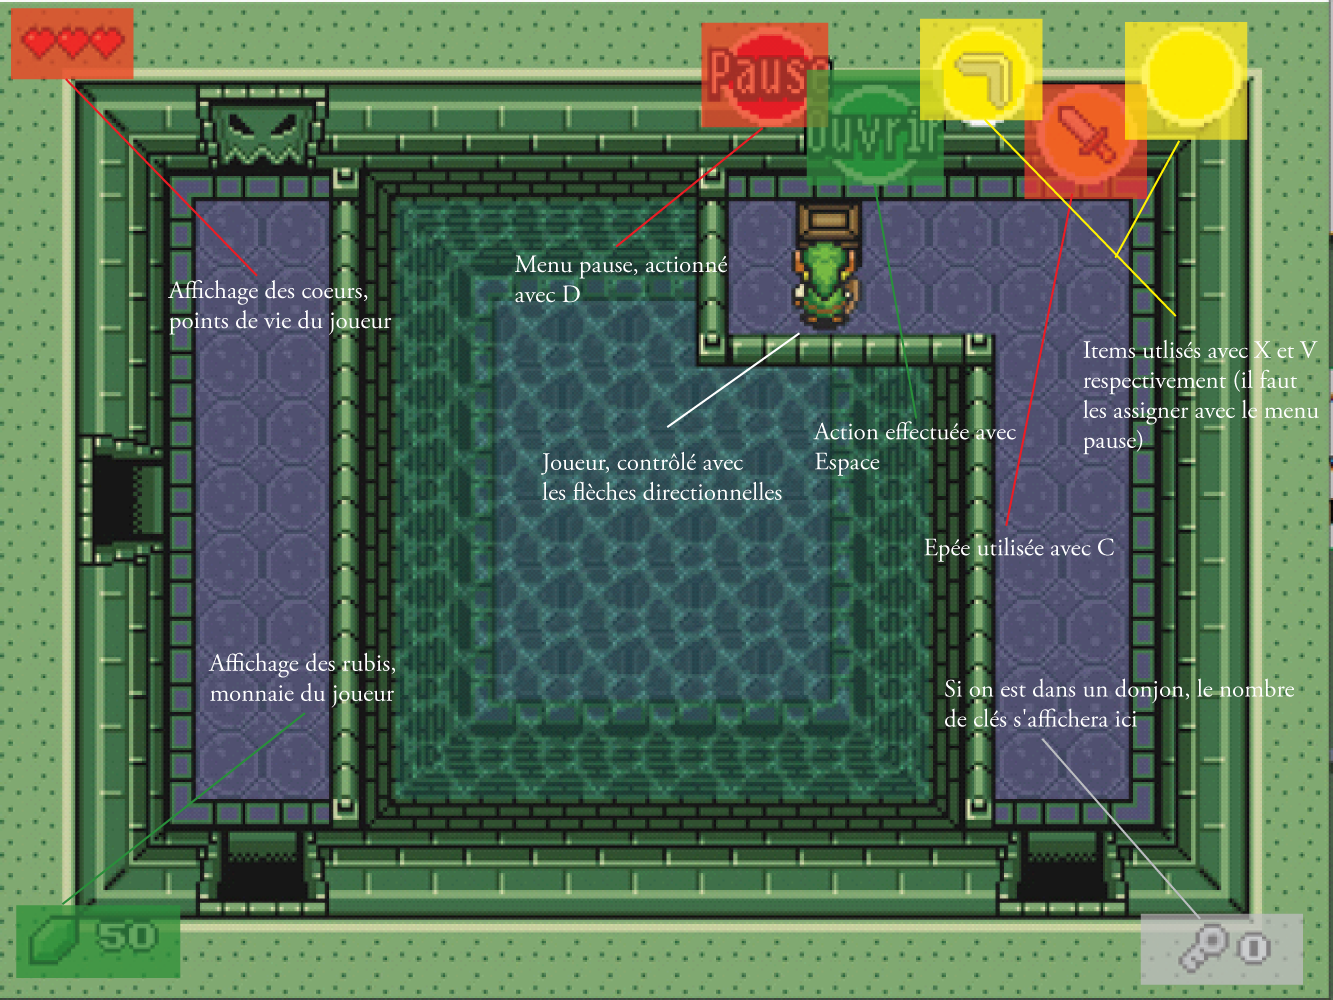 Pause
Ouvrir
Affichage des coeurs,
points de vie du joueur
Menu pause, actionné
avec D
Items utlisés avec X et V
respectivement (il faut
les assigner avec le menu
pause)
Action effectuée avec
Espace
Joueur, contrôlé avec
les flèches directionnelles
Epée utilisée avec C
Affichage des rubis,
monnaie du joueur
Si on est dans un donjon, le nombre
de clés s'affichera ici
50
0